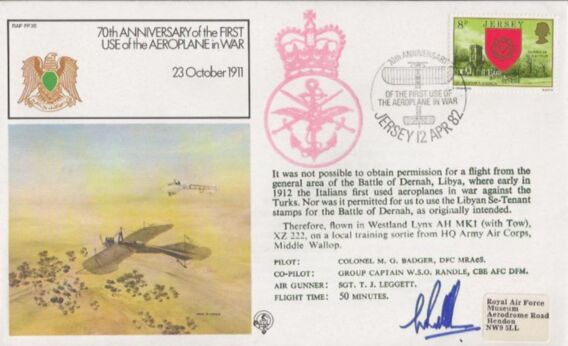 RAF FF30
70th ANNIVERSARY of the FIRST
USE of the AEROPLANE in WAR
23 October 1911
8p
JERSEY
70th ANNIVERSARY
OF THE FIRST USE OF
THE AEROPLANE IN WAR
JERSEY 12 APR 82
It was not possible to obtain permission for a flight from the
general area of the Battle of Dernah, Libya, where early in
1912 the Italians first used aeroplanes in war against the
Turks. Nor was it permitted for us to use the Libyan Se-Tenant
stamps for the Battle of Dernah, as originally intended.
Therefore, flown in Westland Lynx AH MK1 (with Tow),
XZ 222, on a local training sortie from HQ Army Air Corps,
Middle Wallop.
PILOT: COLONEL M. G. BADGER, DFC MRAeS.
CO-PILOT: GROUP CAPTAIN W.S.O. RANDLE, CBE AFC DFM.
AIR GUNNER: SGT. T. J. LEGGETT.
FLIGHT TIME: 50 MINUTES.
Royal Air Force
Museum
Aerodrome Road
Hendon
NW9 5LL